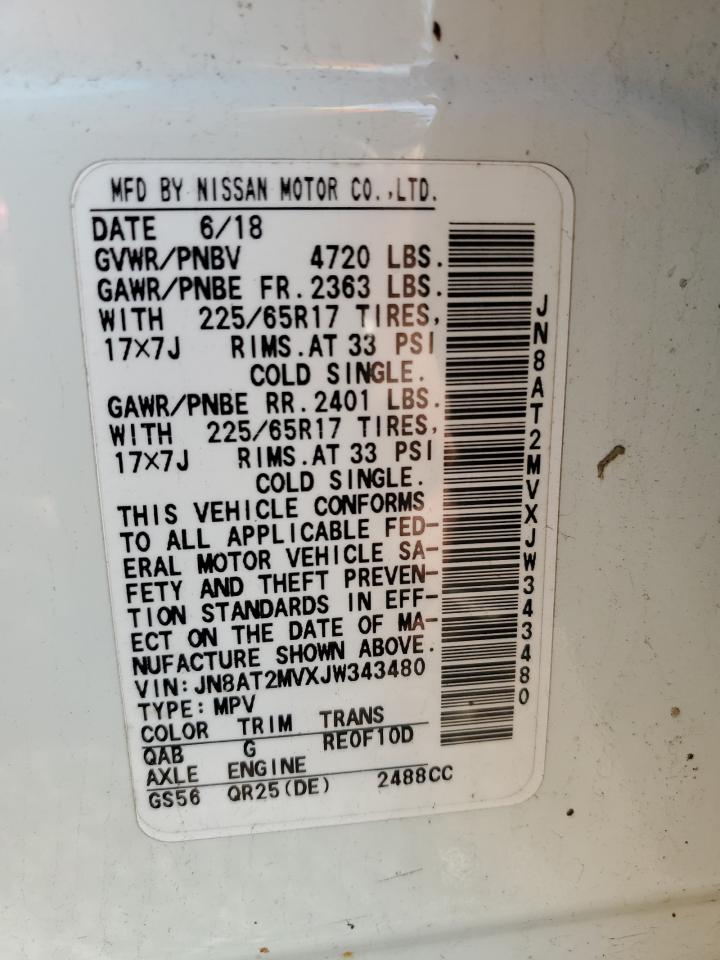 MFD BY NISSAN MOTOR CO.,LTD.
DATE 6/18
GVWR/PNBV 4720 LBS.
GAWR/PNBE FR. 2363 LBS.
WITH 225/65R17 TIRES,
17×7J RIMS. AT 33 PSI
COLD SINGLE.
GAWR/PNBE RR. 2401 LBS.
WITH 225/65R17 TIRES,
17×7J RIMS. AT 33 PSI
COLD SINGLE.
THIS VEHICLE CONFORMS
TO ALL APPLICABLE FED-
ERAL MOTOR VEHICLE SA-
FETY AND THEFT PREVEN-
TION STANDARDS IN EFF-
ECT ON THE DATE OF MA-
NUFACTURE SHOWN ABOVE.
VIN:JN8AT2MVXJW343480
TYPE:MPV
COLOR TRIM TRANS
QAB G RE0F10D
AXLE ENGINE
GS56 QR25(DE) 2488CC
JN8AT2MVXJW343480